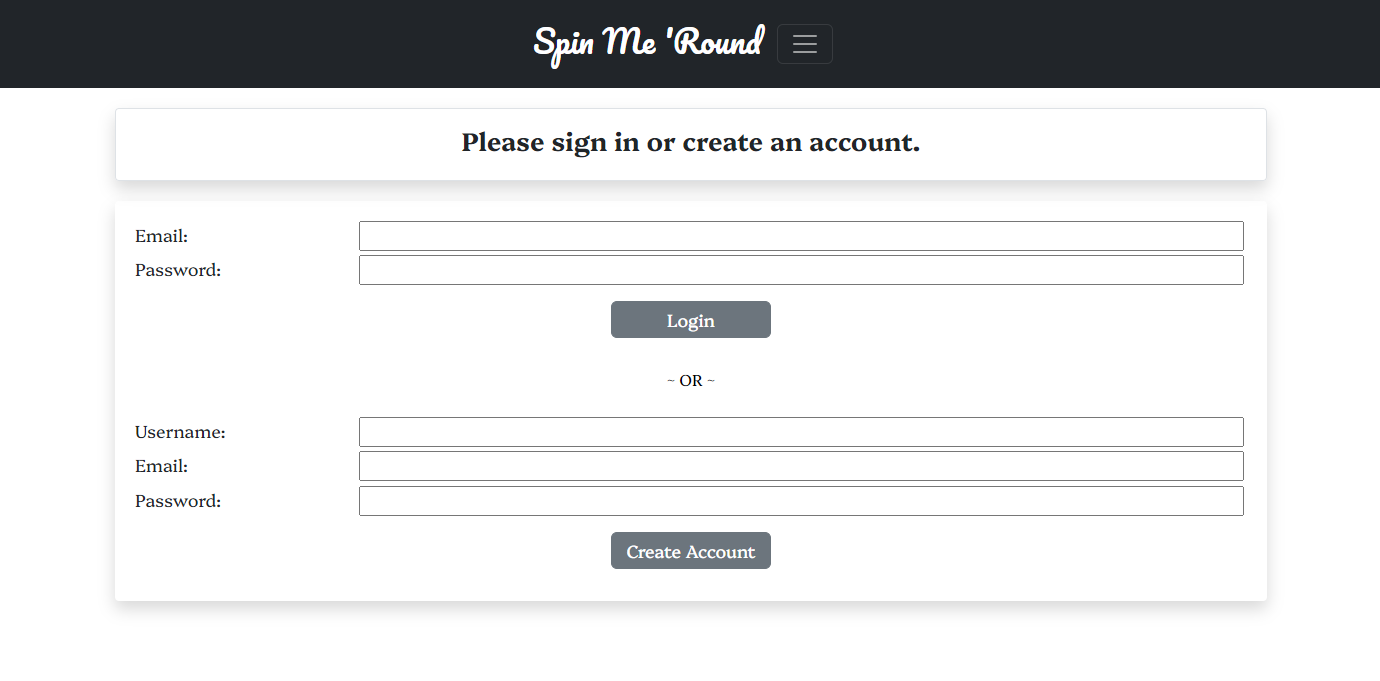 Spin Me 'Round
Please sign in or create an account.
Email:
Password:
Login
~ OR ~
Username:
Email:
Password:
Create Account